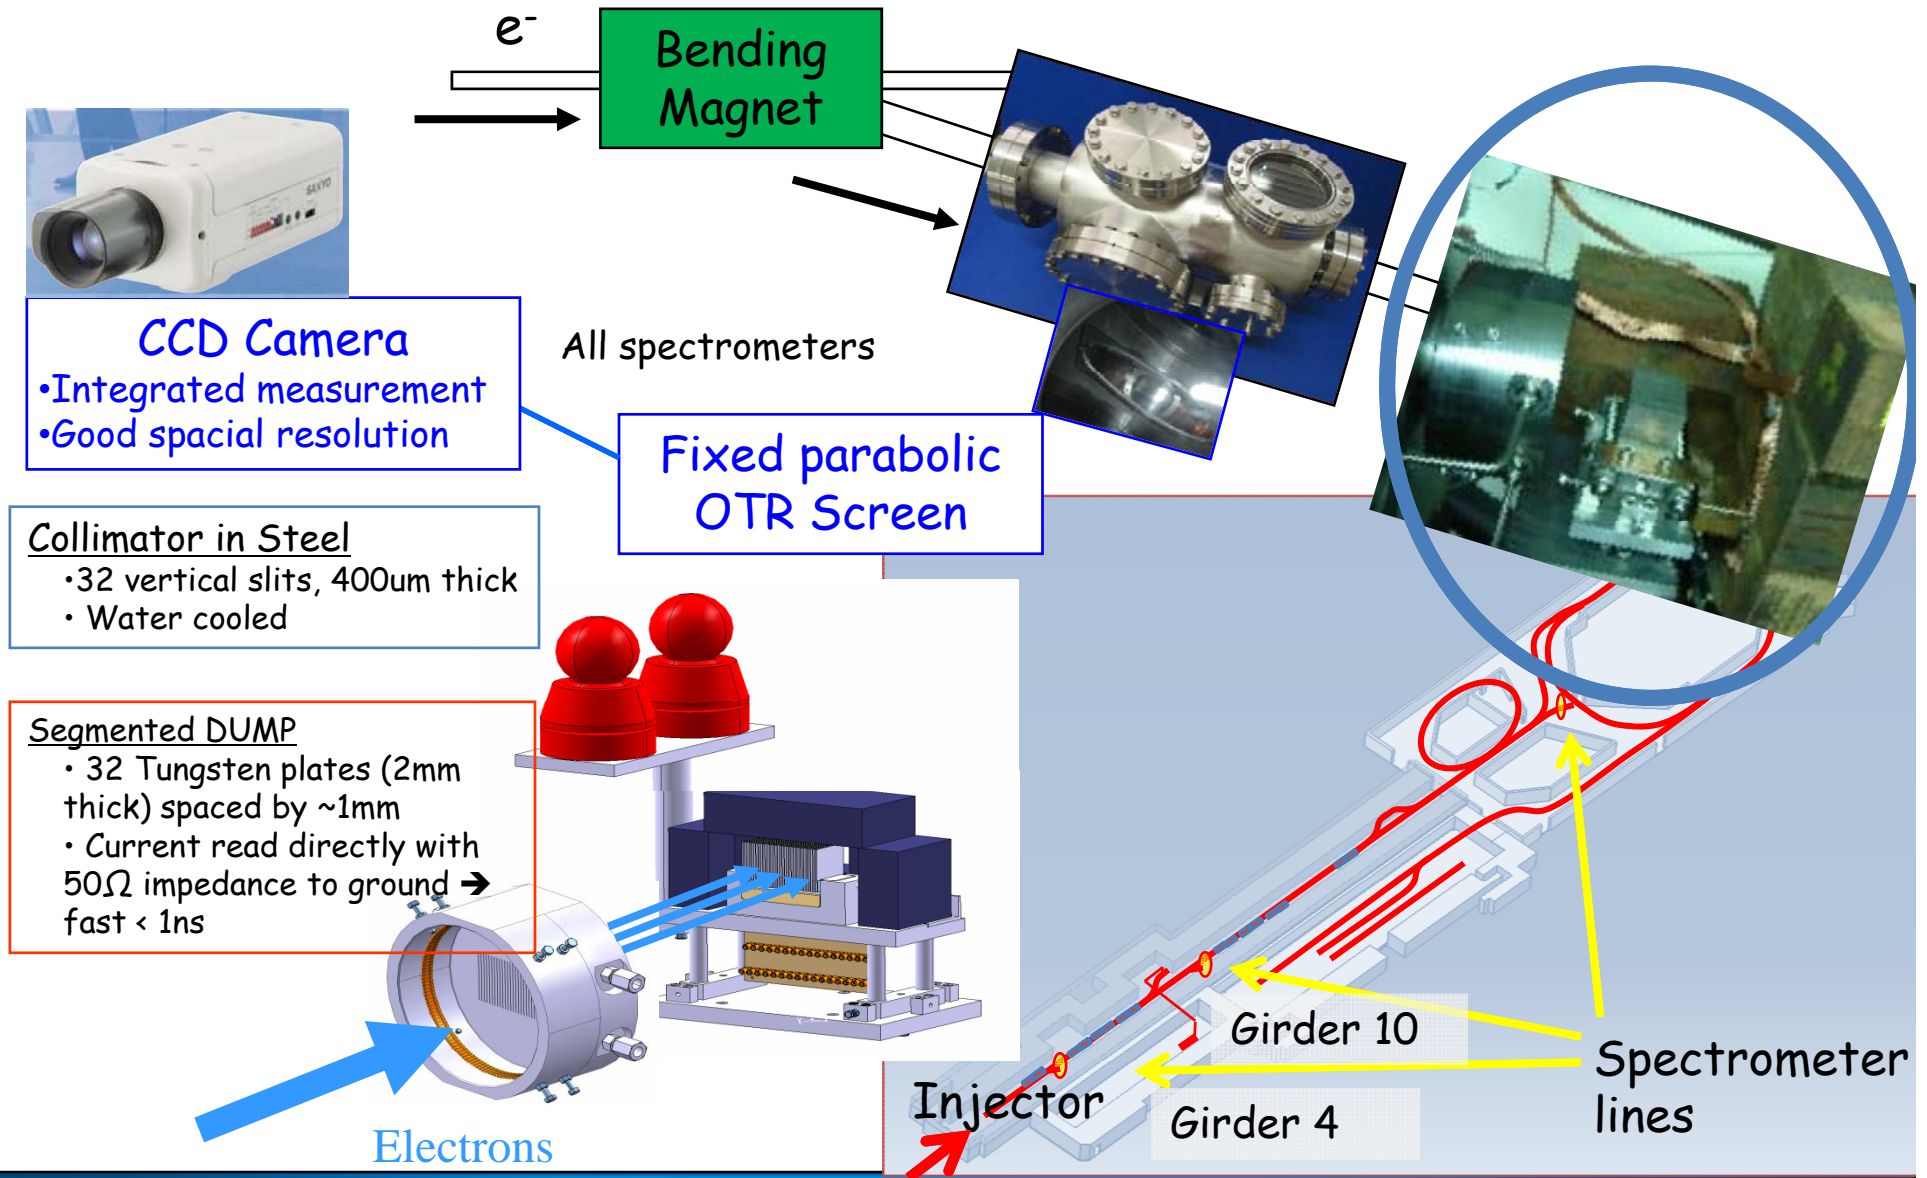 e-
Bending
Magnet
SANYO
CCD Camera
•Integrated measurement
•Good spacial resolution
All spectrometers
Fixed parabolic
OTR Screen
Collimator in Steel
•32 vertical slits, 400um thick
• Water cooled
Segmented DUMP
• 32 Tungsten plates (2mm
thick) spaced by ~1mm
• Current read directly with
50Ω impedance to ground ➔
fast < 1ns
Electrons
Girder 10
Injector
Girder 4
Spectrometer
lines